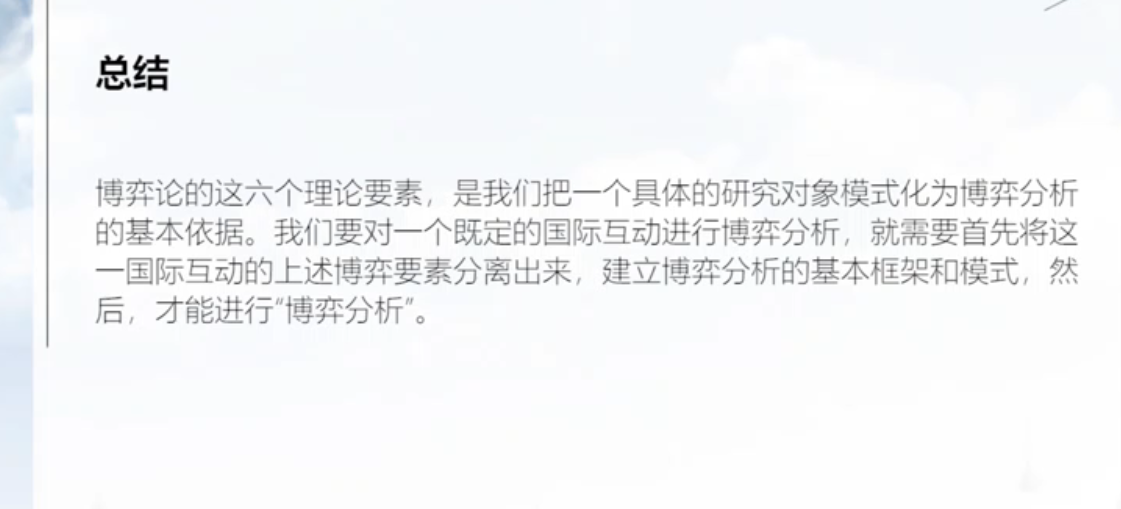 总结
博弈论的这六个理论要素，是我们把一个具体的研究对象模式化为博弈分析
的基本依据。我们要对一个既定的国际互动进行博弈分析，就需要首先将这
一国际互动的上述博弈要素分离出来，建立博弈分析的基本框架和模式，然
后，才能进行“博弈分析”。